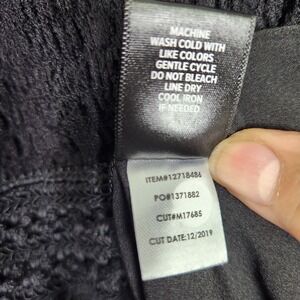 MACHINE
WASH COLD WITH
LIKE COLORS
GENTLE CYCLE
DO NOT BLEACH
LINE DRY
COOL IRON
IF NEEDED
ITEM#12718486
PO#1371882
CUT#M17685
CUT DATE:12/2019